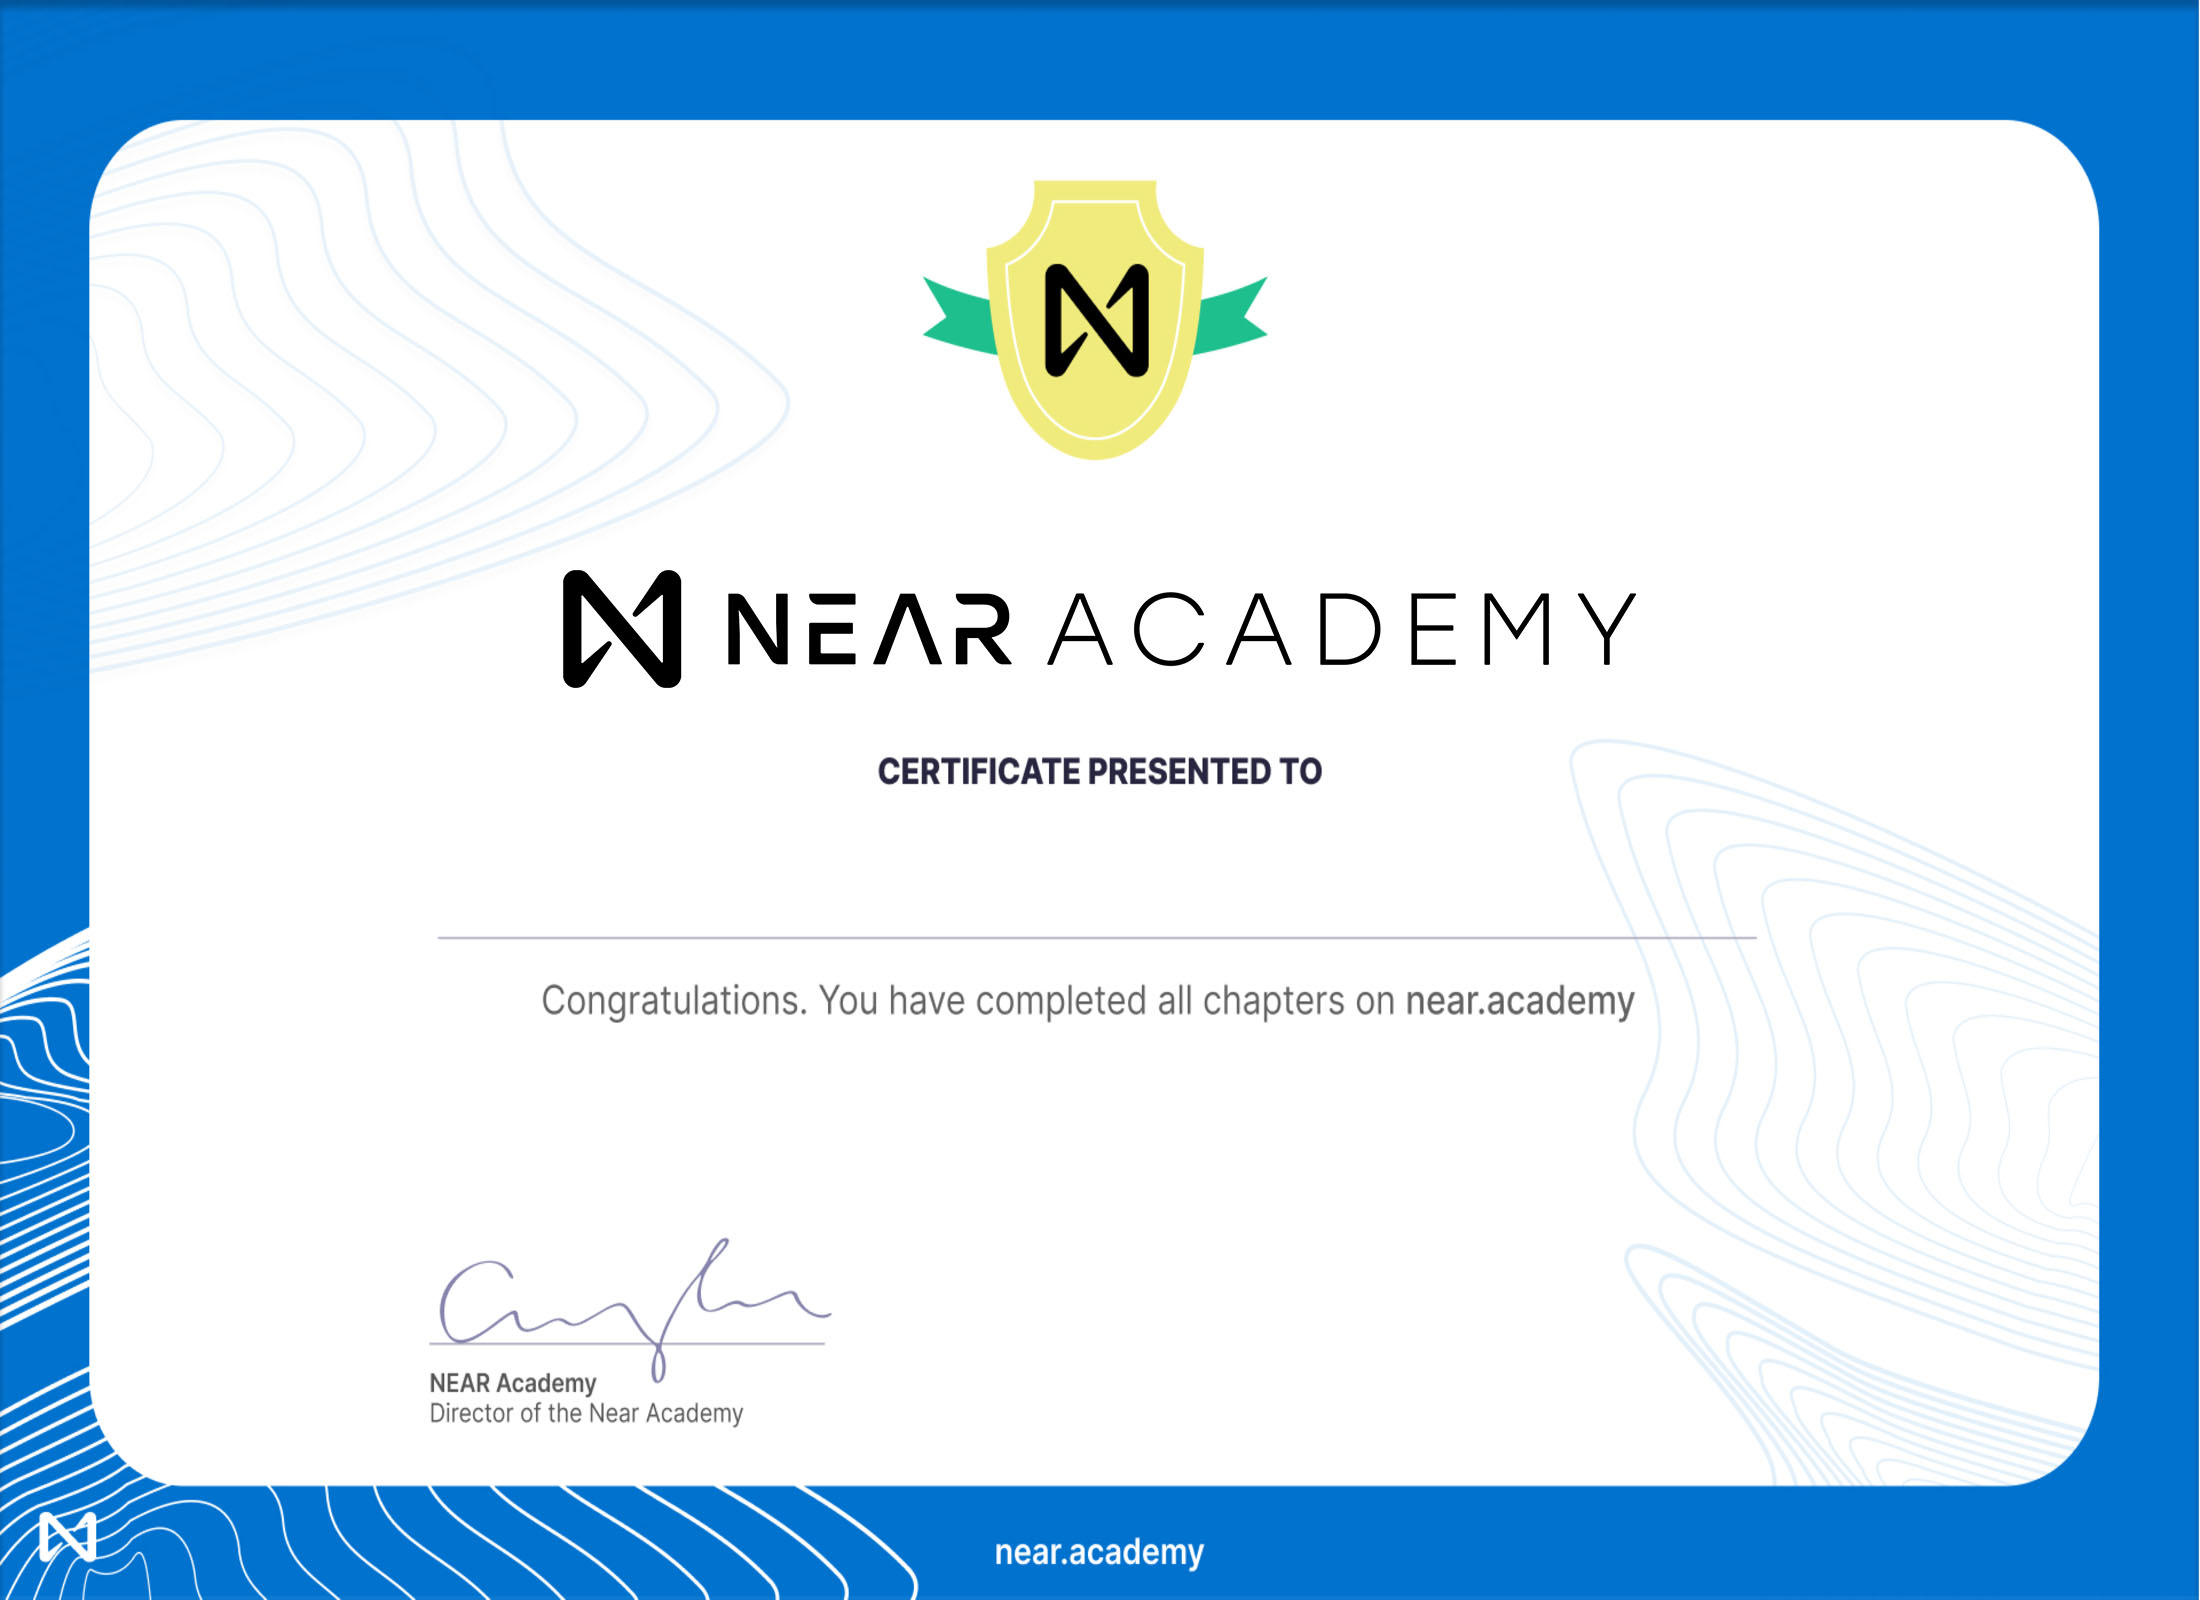 NEAR ACADEMY
CERTIFICATE PRESENTED TO
Congratulations. You have completed all chapters on near.academy
NEAR Academy
Director of the Near Academy
near.academy